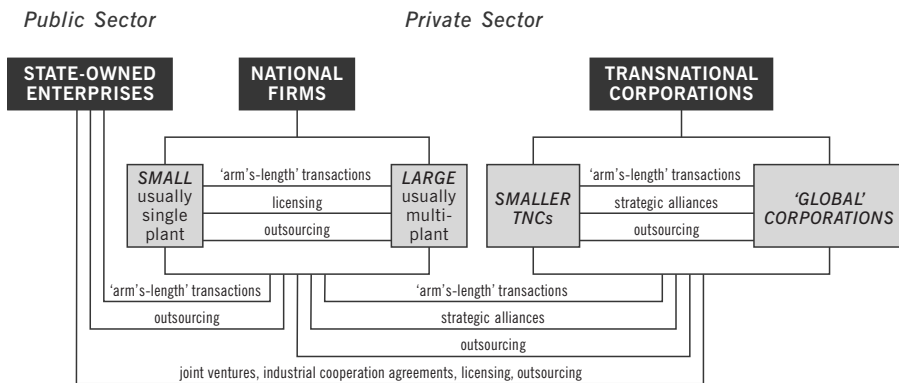 Public Sector
Private Sector
STATE-OWNED
ENTERPRISES
NATIONAL
FIRMS
TRANSNATIONAL
CORPORATIONS
SMALL
usually
single
plant
'arm's-length' transactions
licensing
outsourcing
LARGE
usually
multi-
plant
SMALLER
TNCs
'arm's-length' transactions
strategic alliances
outsourcing
'GLOBAL'
CORPORATIONS
'arm's-length' transactions
outsourcing
'arm's-length' transactions
strategic alliances
outsourcing
joint ventures, industrial cooperation agreements, licensing, outsourcing